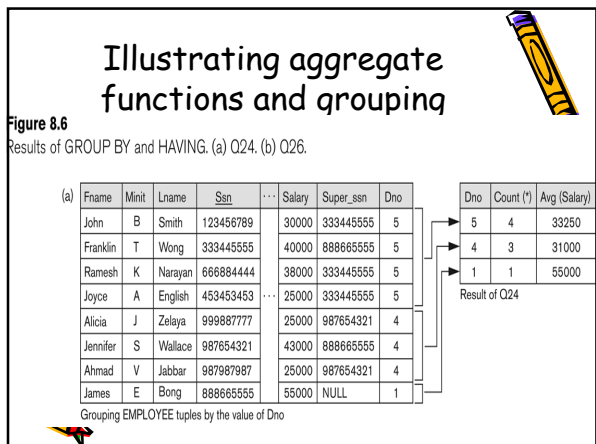 Illustrating aggregate
functions and grouping
Figure 8.6
Results of GROUP BY and HAVING. (a) Q24. (b) Q26.
(a)
Fname Minit Lname Ssn ··· Salary Super_ssn Dno
John B Smith 123456789 30000 333445555 5
Franklin T Wong 333445555 40000 888665555 5
Ramesh K Narayan 666884444 38000 333445555 5
Joyce A English 453453453 ··· 25000 333445555 5
Alicia J Zelaya 999887777 25000 987654321 4
Jennifer S Wallace 987654321 43000 888665555 4
Ahmad V Jabbar 987987987 25000 987654321 4
James E Bong 888665555 55000 NULL 1
Grouping EMPLOYEE tuples by the value of Dno
Dno Count (*) Avg (Salary)
5 4 33250
4 3 31000
1 1 55000
Result of Q24